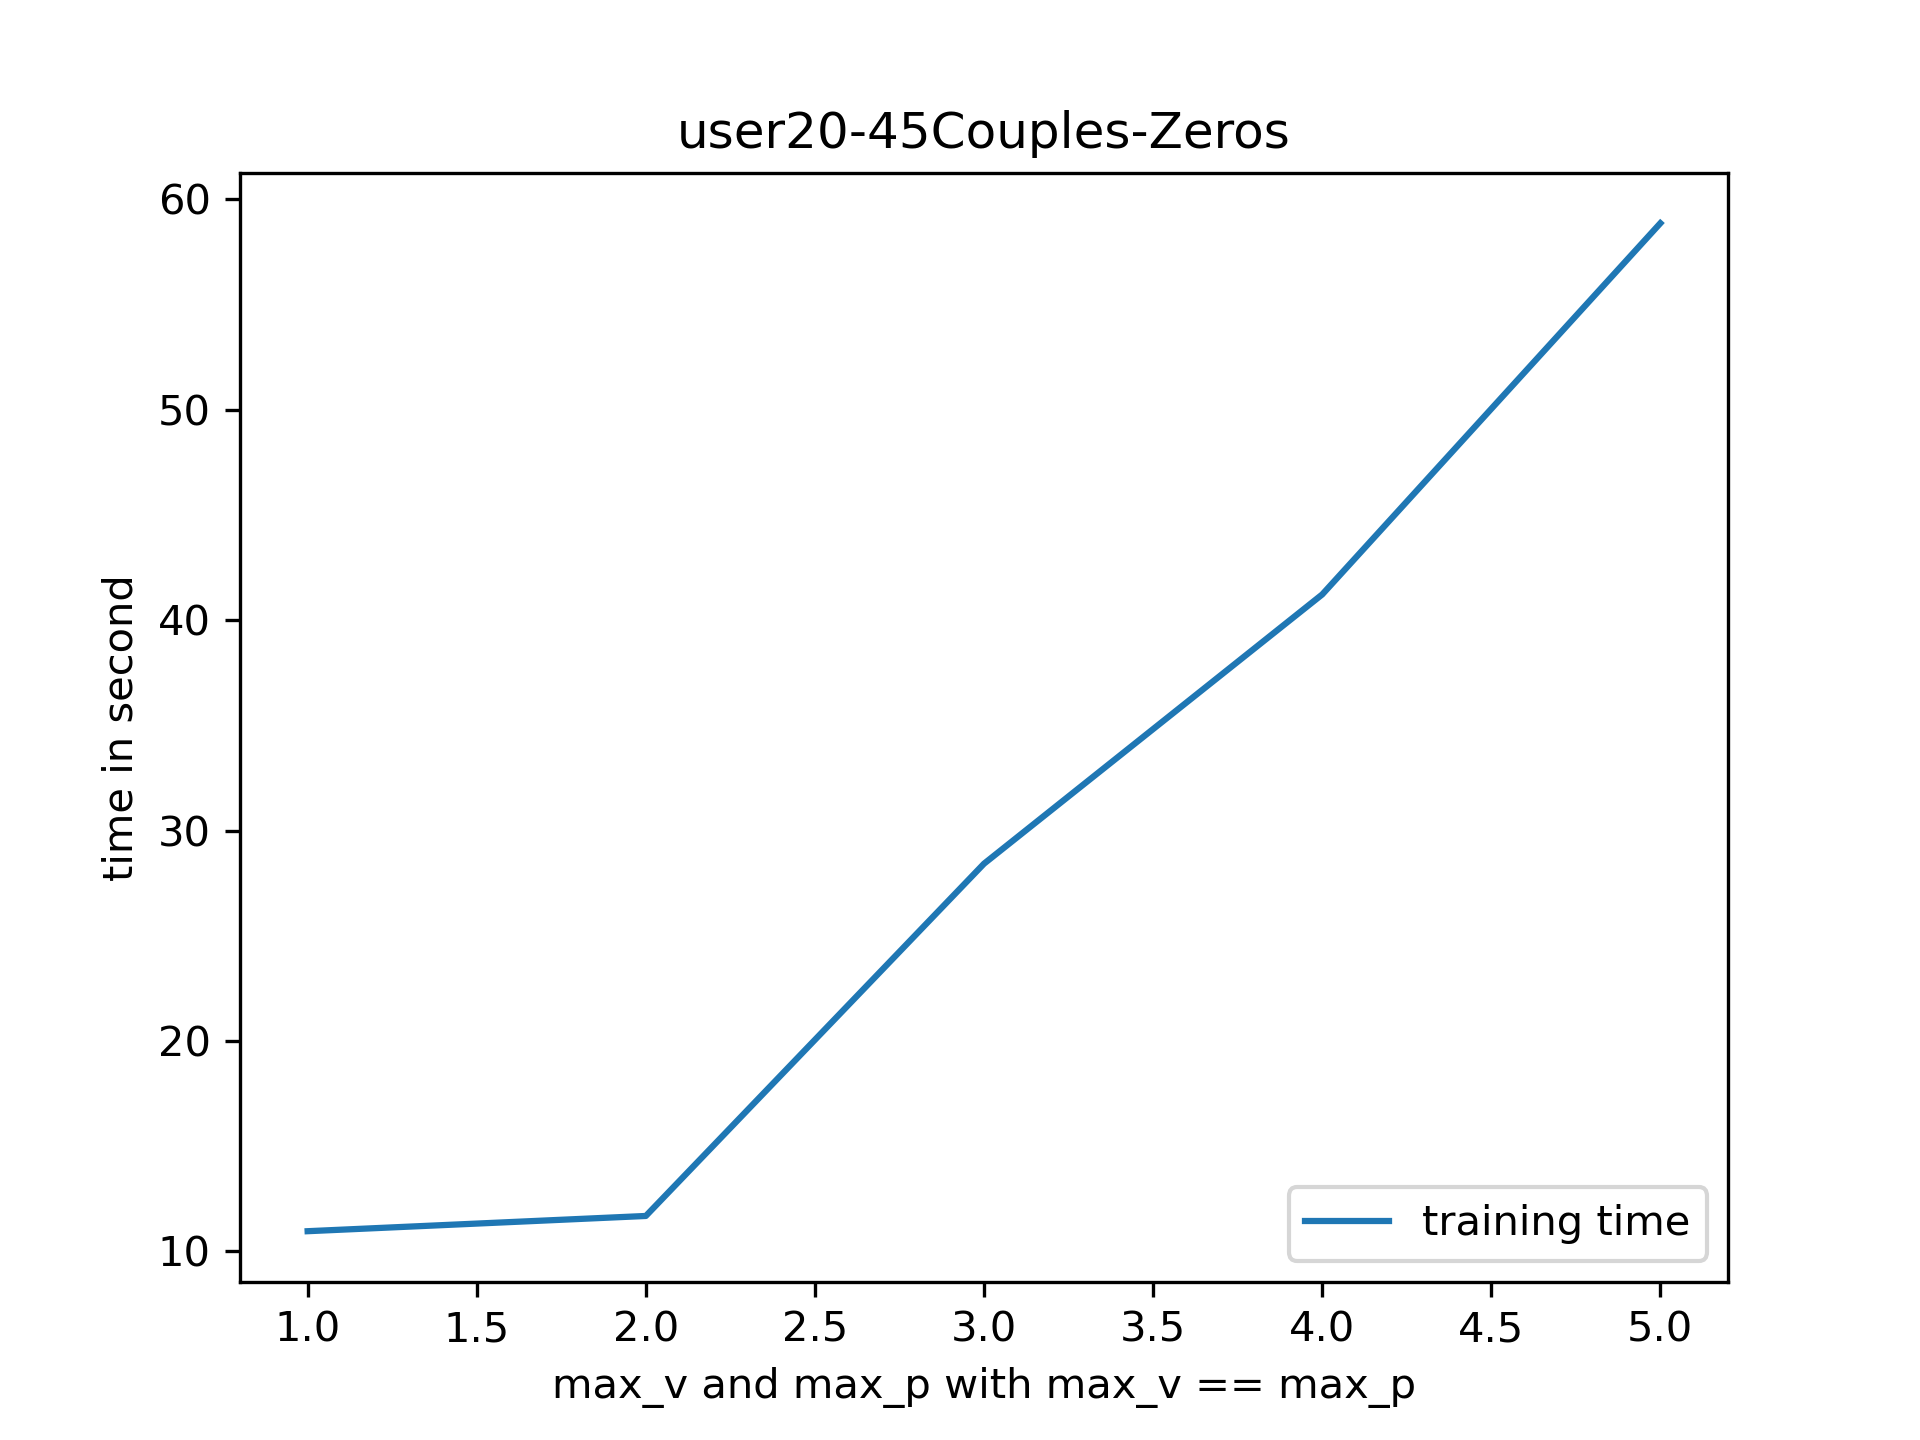 user20-45Couples-Zeros
60
50
40
30
20
10
time in second
training time
1.0 1.5 2.0 2.5 3.0 3.5 4.0 4.5 5.0
max_v and max_p with max_v == max_p